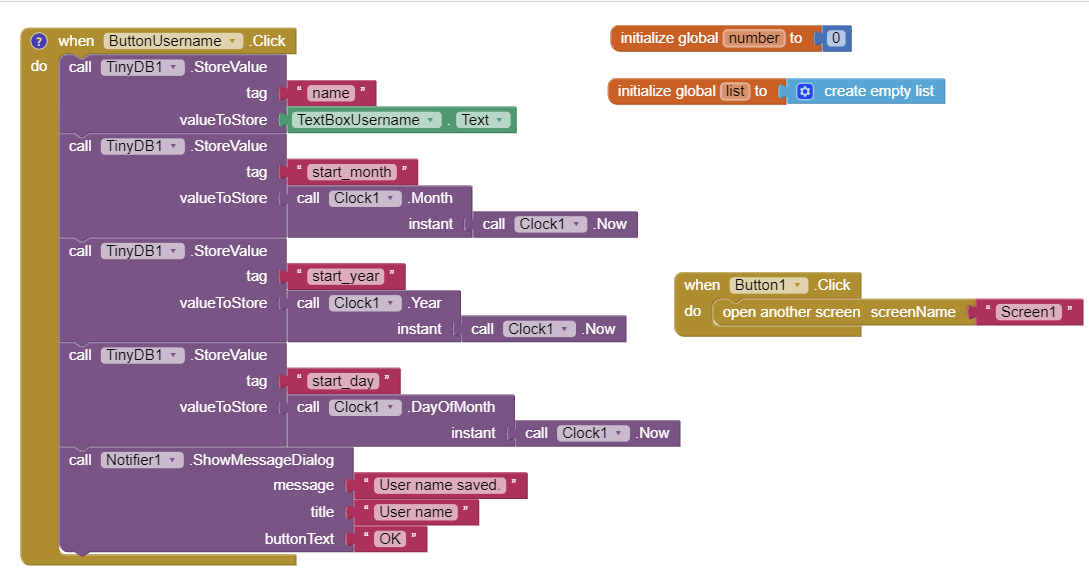 ? when ButtonUsername .Click
do call TinyDB1 .StoreValue
tag " name "
valueToStore TextBoxUsername . Text
call TinyDB1 .StoreValue
tag " start_month "
valueToStore call Clock1 .Month
instant call Clock1 .Now
call TinyDB1 .StoreValue
tag " start_year "
valueToStore call Clock1 .Year
instant call Clock1 .Now
call TinyDB1 .StoreValue
tag " start_day "
valueToStore call Clock1 .DayOfMonth
instant call Clock1 .Now
call Notifier1 .ShowMessageDialog
message " User name saved. "
title " User name "
buttonText " OK "
initialize global number to 0
initialize global list to create empty list
when Button1 .Click
do open another screen screenName " Screen1 "